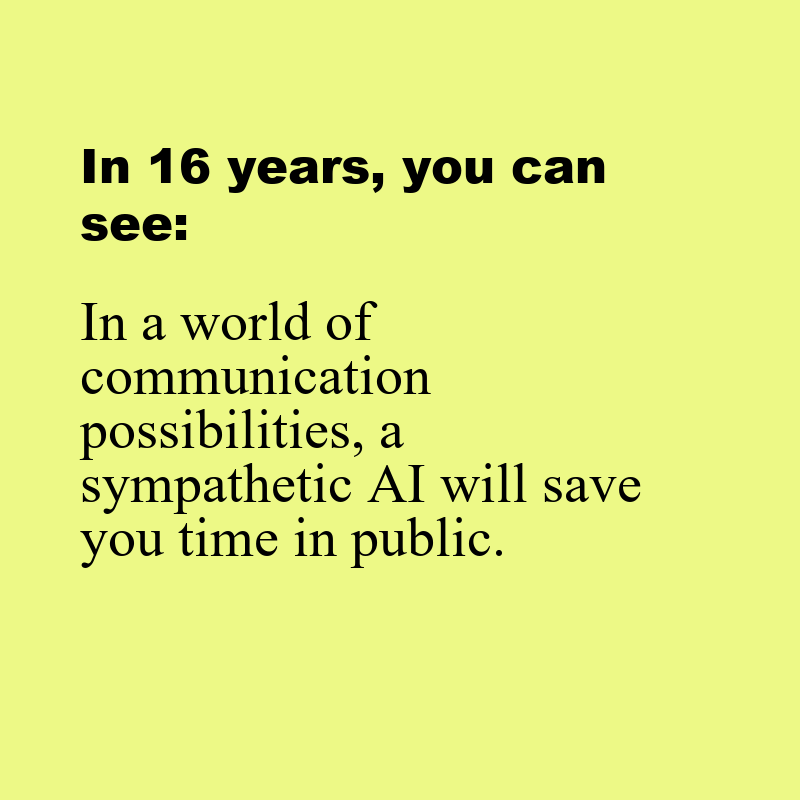 In 16 years, you can
see:
In a world of
communication
possibilities, a
sympathetic AI will save
you time in public.